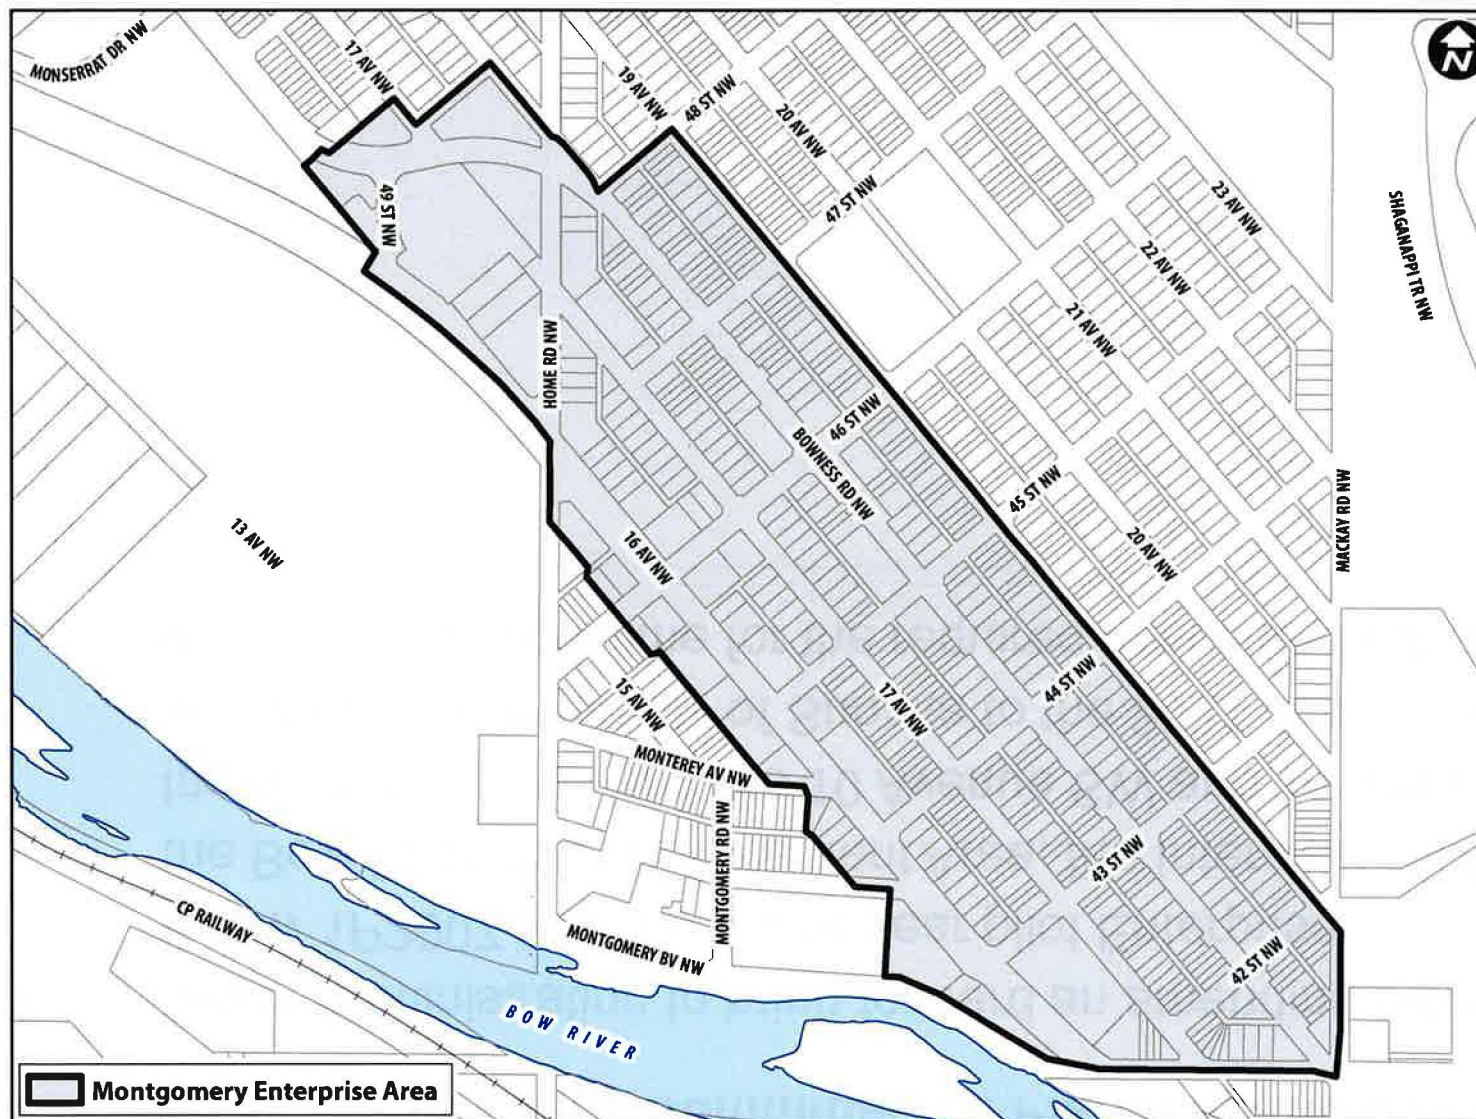 MONSERRAT DR NW
17 AV NW
19 AV NW
48 ST NW
20 AV NW
N
47 ST NW
23 AV NW
49 ST NW
22 AV NW
SHAGANAPPI TR NW
21 AV NW
HOME RD NW
46 ST NW
BOWNESS RD NW
45 ST NW
MACKAY RD NW
13 AV NW
16 AV NW
20 AV NW
44 ST NW
15 AV NW
17 AV NW
MONTEREY AV NW
MONTGOMERY RD NW
43 ST NW
CP RAILWAY
MONTGOMERY BV NW
42 ST NW
BOW RIVER
Montgomery Enterprise Area